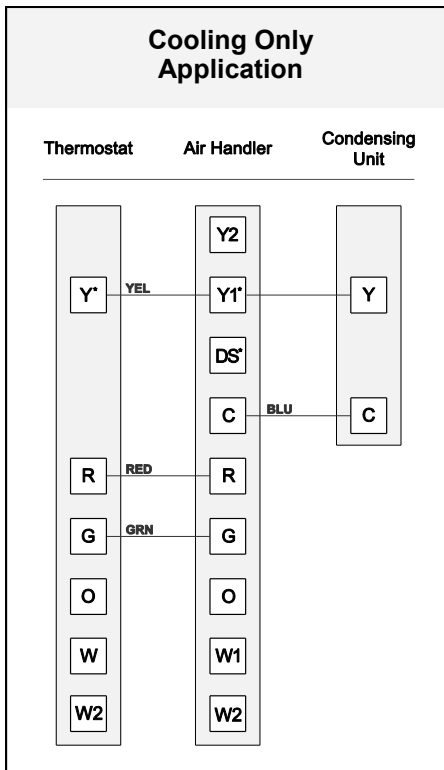 Cooling Only
Application
Thermostat Air Handler Condensing
Unit
Y2
Y* YEL Y1* Y
DS*
C BLU C
R RED R
G GRN G
O O
W W1
W2 W2